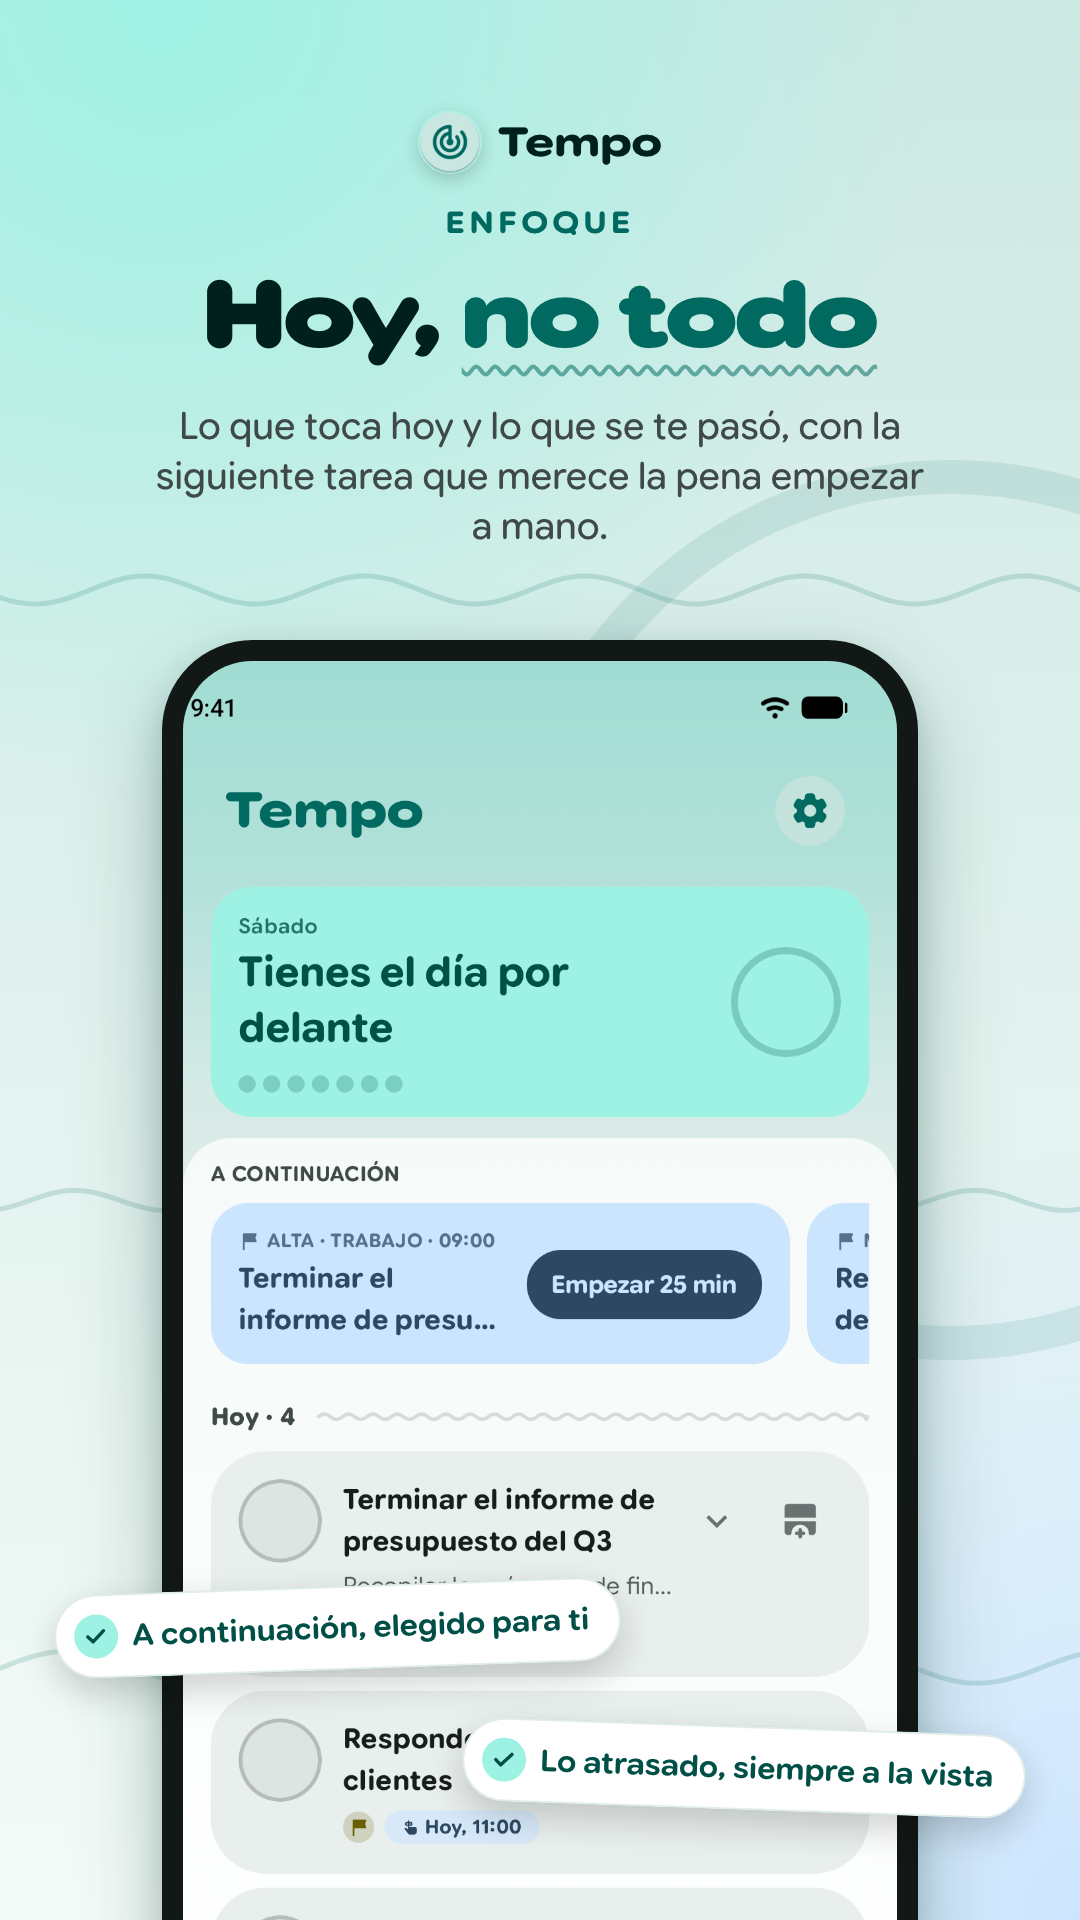 Tempo
ENFOQUE
Hoy, no todo
Lo que toca hoy y lo que se te pasó, con la
siguiente tarea que merece la pena empezar
a mano.
9:41
Tempo
Sábado
Tienes el día por
delante
A CONTINUACIÓN
ALTA · TRABAJO · 09:00
Terminar el
informe de presu...
Empezar 25 min
Re
de
Hoy · 4
Terminar el informe de
presupuesto del Q3
de fin...
A continuación, elegido para ti
clientes
Lo atrasado, siempre a la vista
Hoy, 11:00